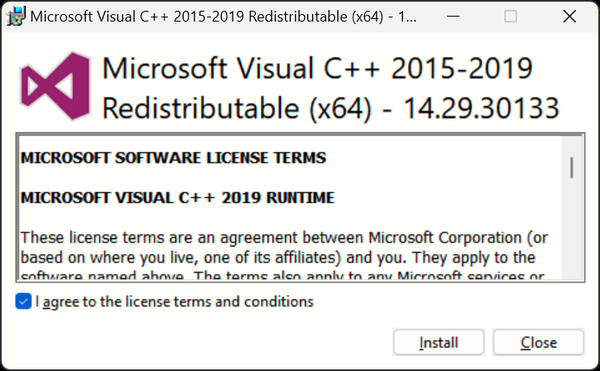 Microsoft Visual C++ 2015-2019 Redistributable (x64) - 1...
Microsoft Visual C++ 2015-2019
Redistributable (x64) - 14.29.30133
MICROSOFT SOFTWARE LICENSE TERMS
MICROSOFT VISUAL C++ 2019 RUNTIME
These license terms are an agreement between Microsoft Corporation (or
based on where you live, one of its affiliates) and you. They apply to the
software named above. The terms also apply to any Microsoft services or
I agree to the license terms and conditions
Install
Close